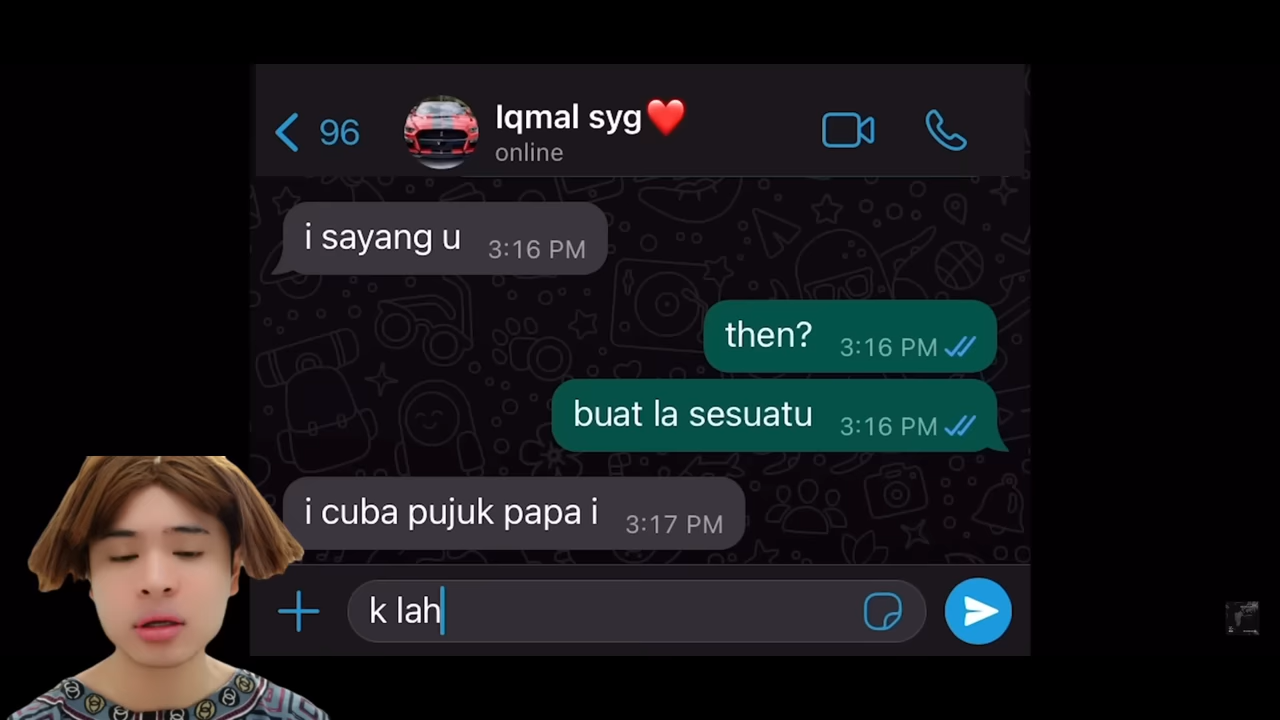 96
Iqmal syg❤️
online
i sayang u 3:16 PM
then? 3:16 PM
buat la sesuatu 3:16 PM
i cuba pujuk papa i 3:17 PM
k lah